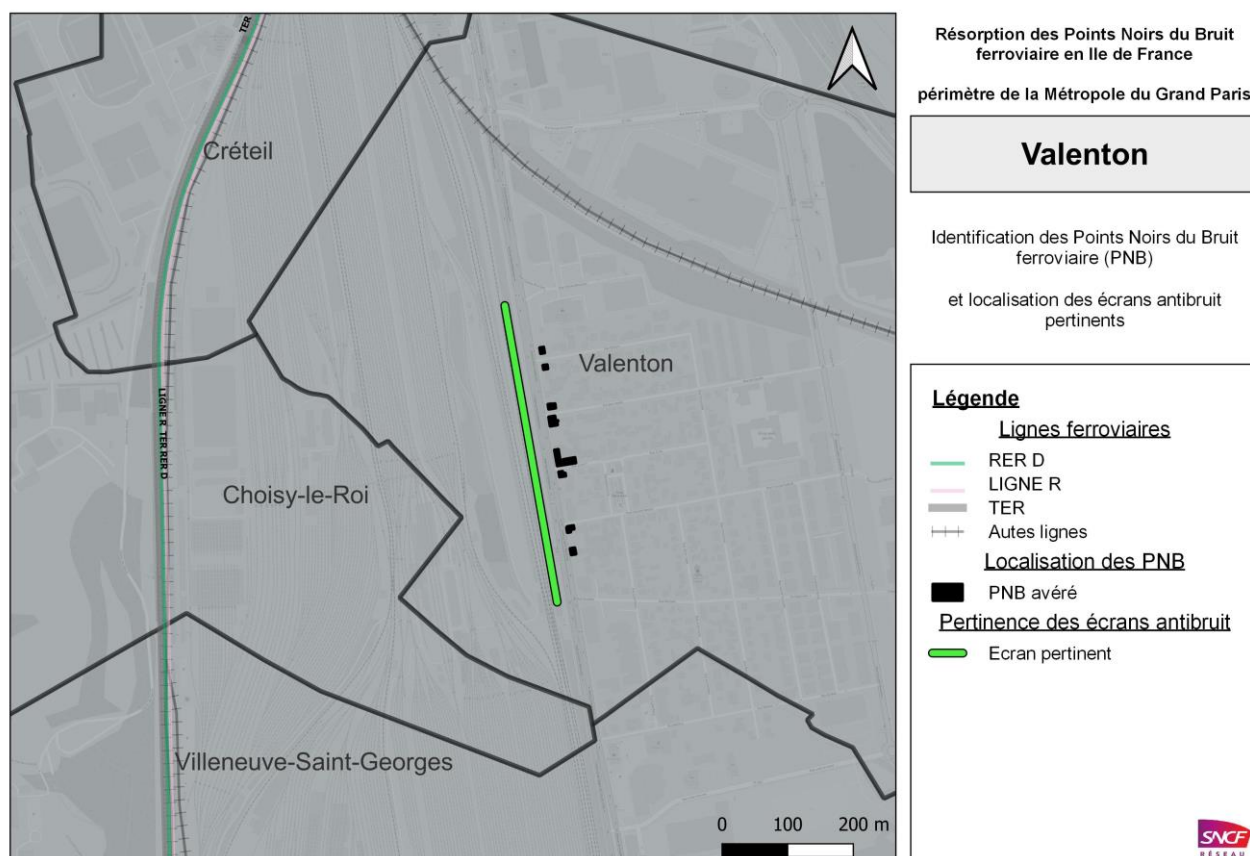 TER
Créteil
Valenton
LIGNE R TER RER D
Choisy-le-Roi
Villeneuve-Saint-Georges
0 100 200 m
Résorption des Points Noirs du Bruit
ferroviaire en Ile de France
périmètre de la Métropole du Grand Paris
Valenton
Identification des Points Noirs du Bruit
ferroviaire (PNB)
et localisation des écrans antibruit
pertinents
Légende
Lignes ferroviaires
RER D
LIGNE R
TER
Autes lignes
Localisation des PNB
PNB avéré
Pertinence des écrans antibruit
Ecran pertinent
SNCF
RÉSEAU